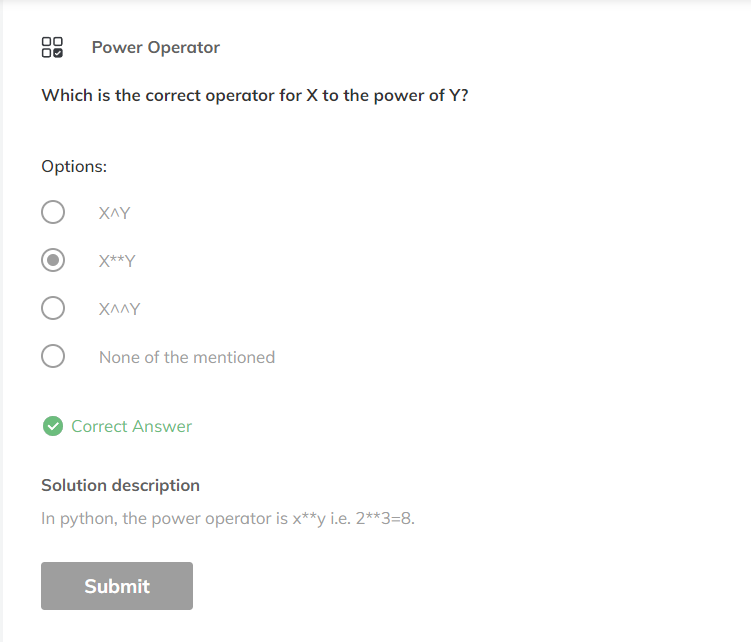 Power Operator
Which is the correct operator for X to the power of Y?
Options:
X^Y
X**Y
X^^Y
None of the mentioned
Correct Answer
Solution description
In python, the power operator is x**y i.e. 2**3=8.
Submit